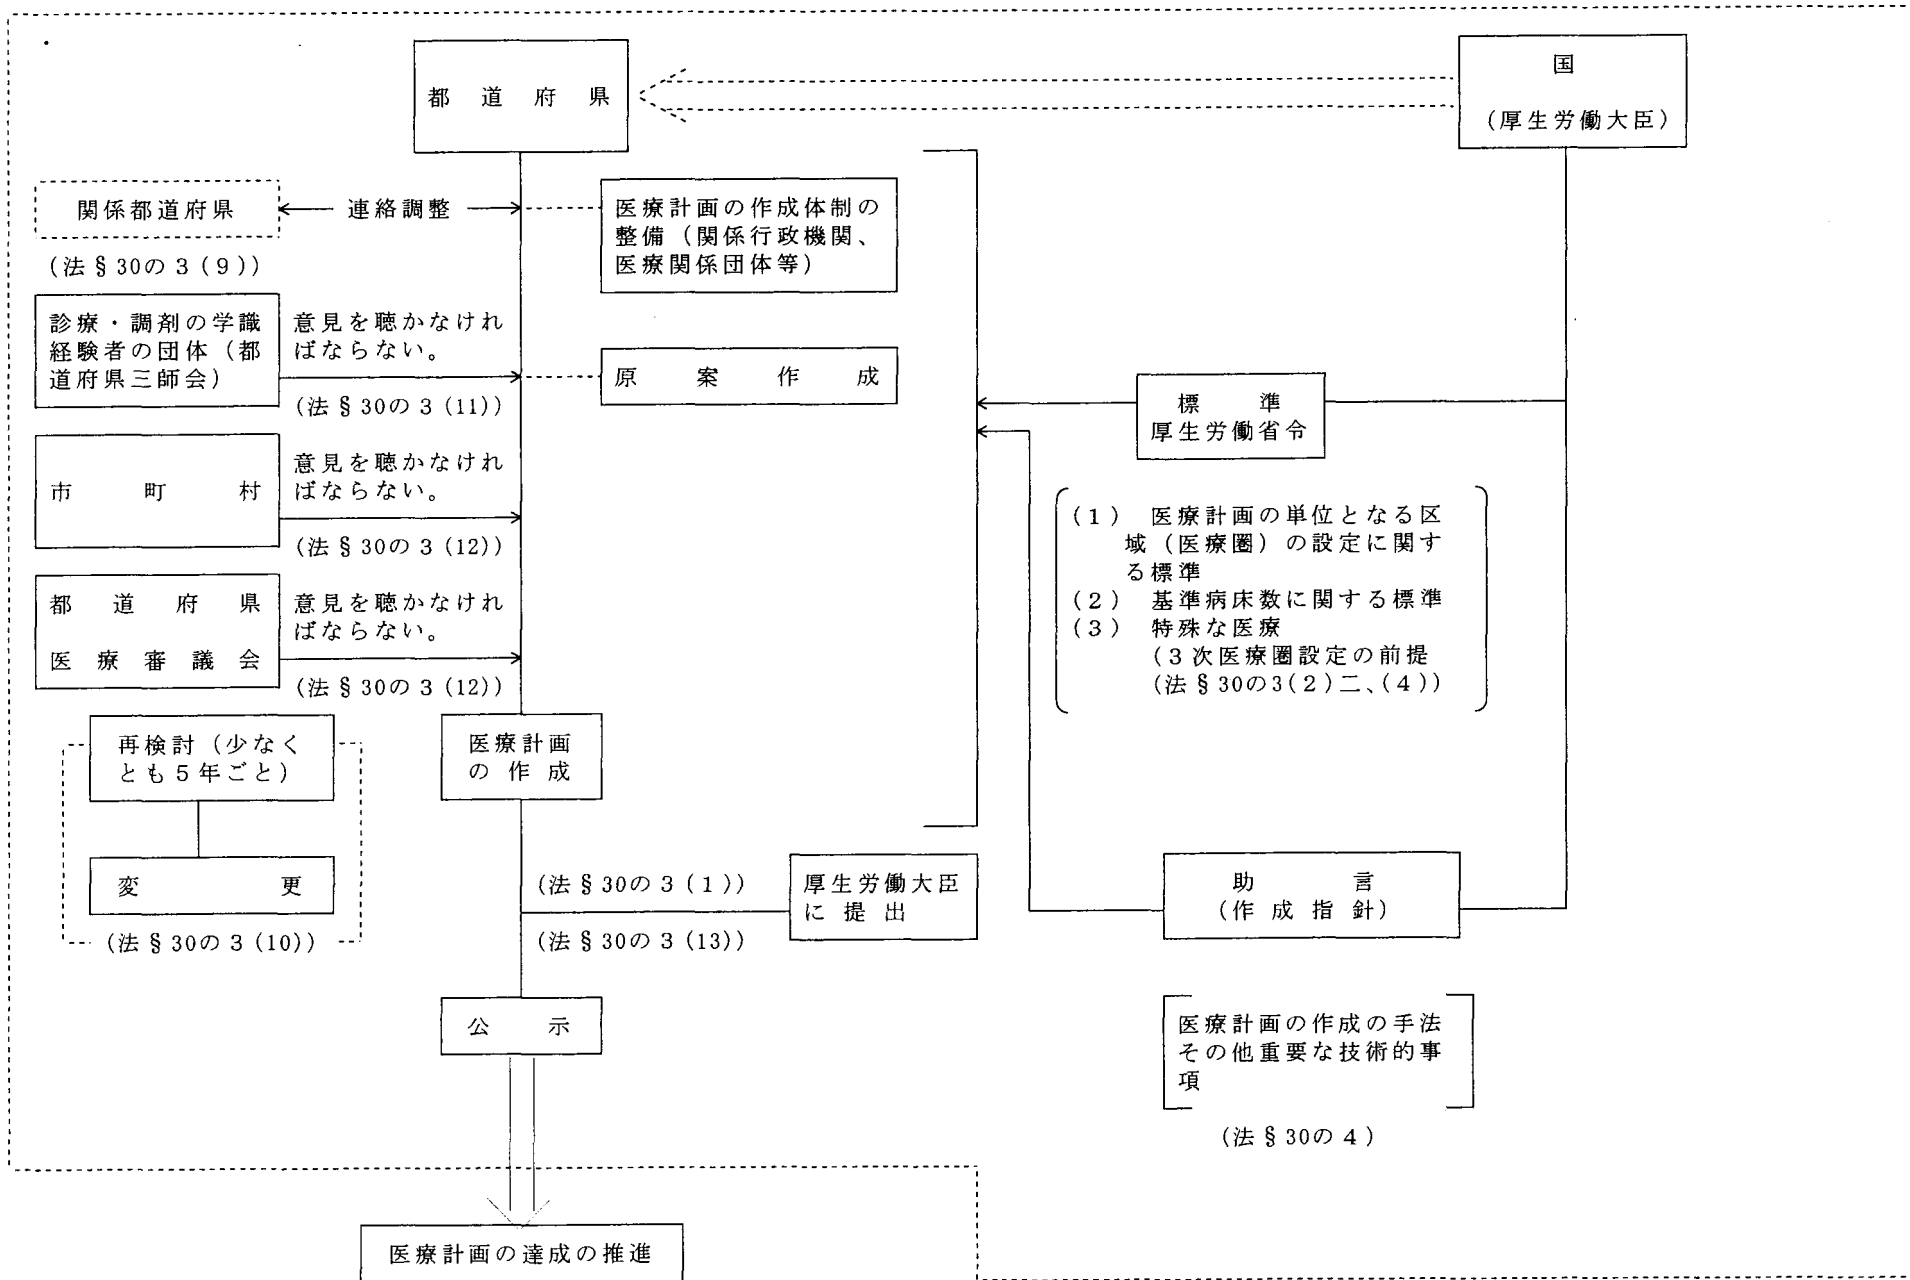 都道府県
国
(厚生労働大臣)
関係都道府県
連絡調整
医療計画の作成体制の
整備(関係行政機関、
医療関係団体等)
(法§30の3(9))
診療・調剤の学識
経験者の団体(都
道府県三師会)
意見を聴かなけれ
ばならない。
(法§30の3(11))
原案作成
標準
厚生労働省令
市町村
意見を聴かなけれ
ばならない。
(法§30の3(12))
(1) 医療計画の単位となる区
域(医療圏)の設定に関す
る標準
(2) 基準病床数に関する標準
(3) 特殊な医療
(3次医療圏設定の前提
(法§30の3(2)二、(4))
都道府県
医療審議会
意見を聴かなけれ
ばならない。
(法§30の3(12))
再検討(少なく
とも5年ごと)
医療計画
の作成
変更
(法§30の3(10))
(法§30の3(1))
(法§30の3(13))
厚生労働大臣
に提出
助言
(作成指針)
公示
医療計画の作成の手法
その他重要な技術的事
項
(法§30の4)
医療計画の達成の推進